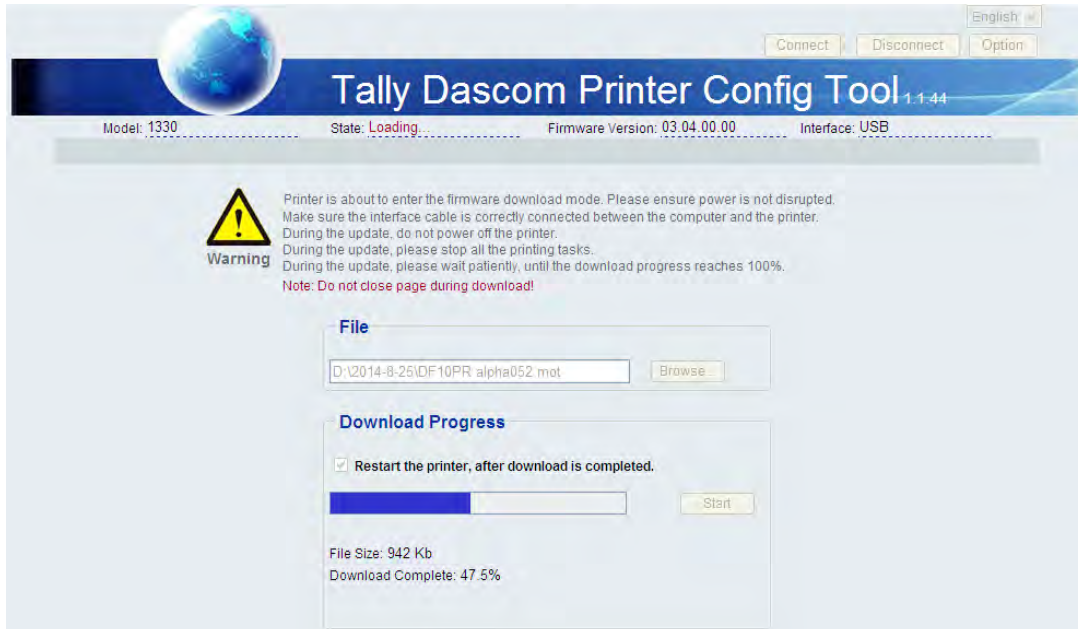 English
Connect Disconnect Option
Tally Dascom Printer Config Tool 1.1.44
Model: 1330 State: Loading... Firmware Version: 03.04.00.00 Interface: USB
Printer is about to enter the firmware download mode. Please ensure power is not disrupted.
Make sure the interface cable is correctly connected between the computer and the printer.
During the update, do not power off the printer.
During the update, please stop all the printing tasks.
Warning
During the update, please wait patiently, until the download progress reaches 100%.
Note: Do not close page during download!
File
D:\2014-8-25\DF10PR alpha052.mot Browse...
Download Progress
Restart the printer, after download is completed.
Start
File Size: 942 Kb
Download Complete: 47.5%